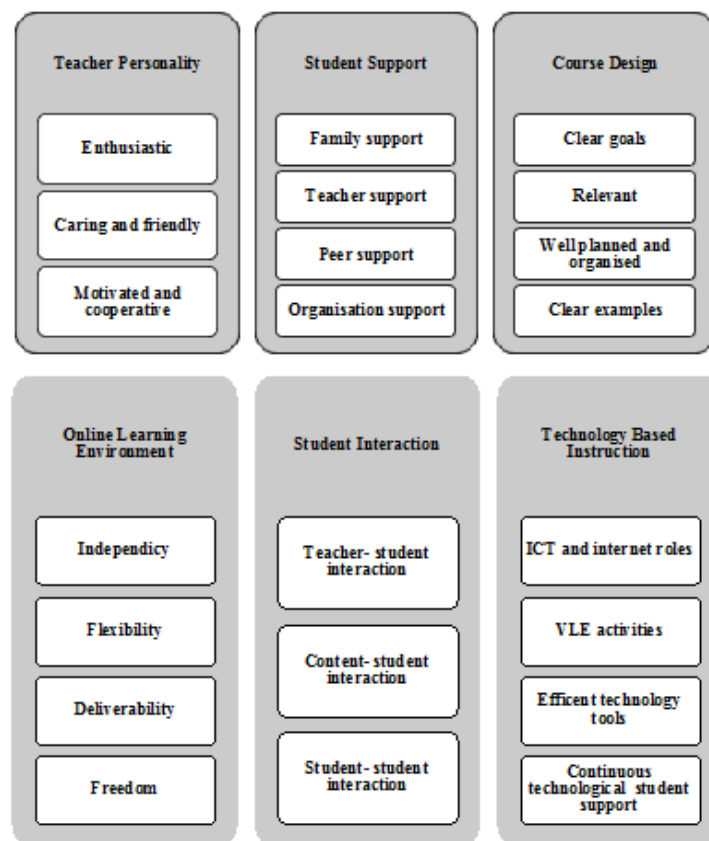 Teacher Personality
Enthusiastic
Caring and friendly
Motivated and
cooperative
Student Support
Family support
Teacher support
Peer support
Organisation support
Course Design
Clear goals
Relevant
Well planned and
organised
Clear examples
Online Learning
Environment
Independicy
Flexibility
Deliverability
Freedom
Student Interaction
Teacher- student
interaction
Content- student
interaction
Student- student
interaction
Technology Based
Instruction
ICT and internet roles
VLE activities
Efficent technology
tools
Continuous
technological student
support